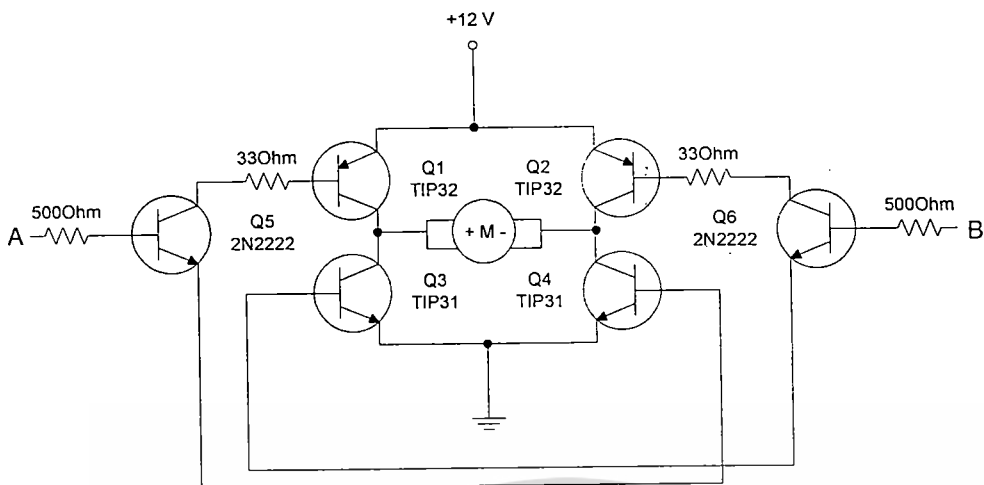 +12 V
33Ohm
Q1
TIP32
Q2
TIP32
33Ohm
500Ohm
A
Q5
2N2222
+ M -
Q6
2N2222
500Ohm
B
Q3
TIP31
Q4
TIP31